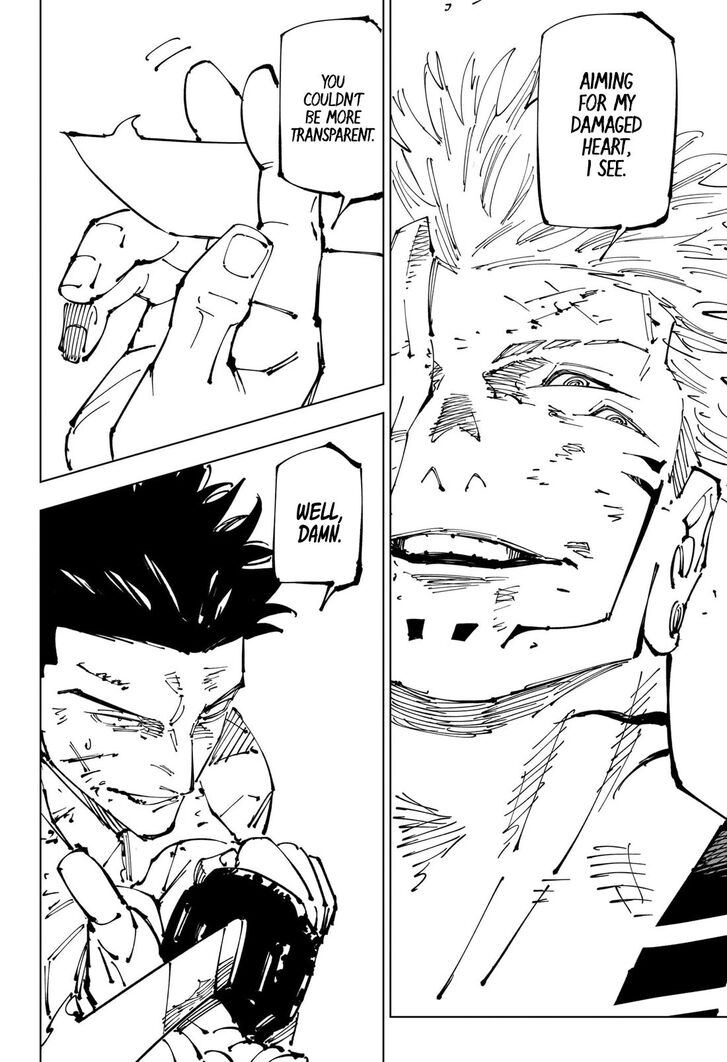 AIMING
FOR MY
DAMAGED
HEART,
I SEE.
YOU
COULDN'T
BE MORE
TRANSPARENT.
WELL,
DAMN.